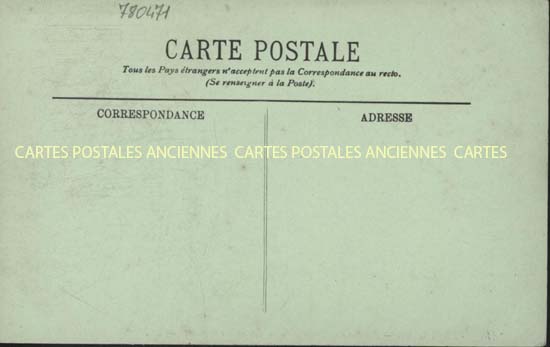 780471
CARTE POSTALE
Tous les Pays étrangers n'acceptent pas la Correspondance au recto.
(Se renseigner à la Poste).
CORRESPONDANCE
ADRESSE
CARTES POSTALES ANCIENNES CARTES POSTALES ANCIENNES CARTES